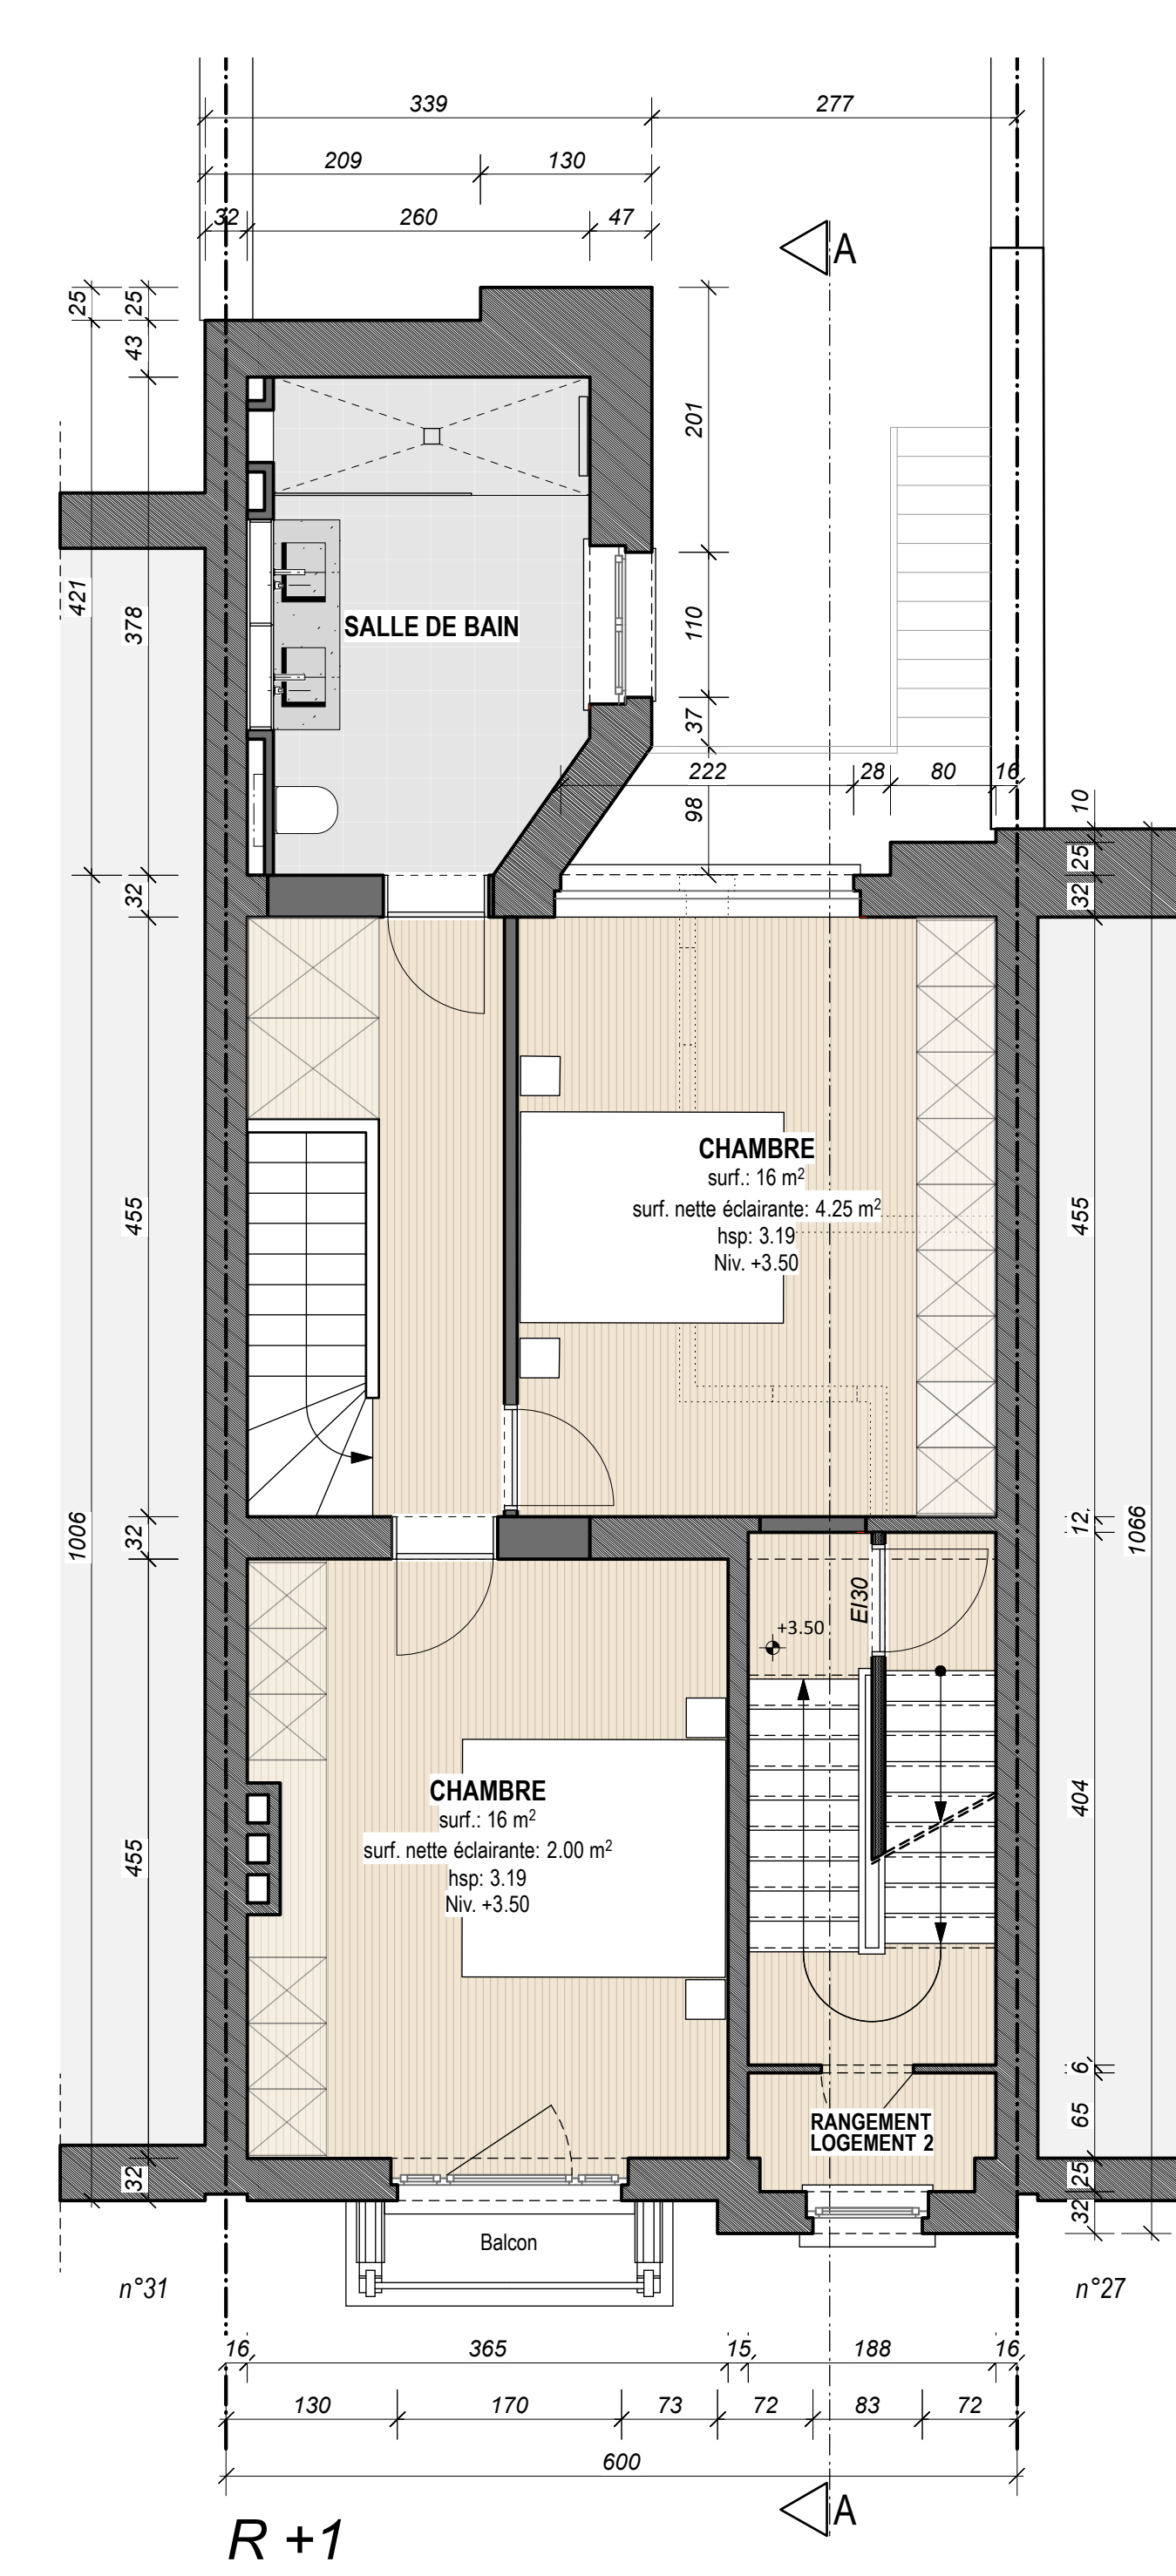 339
277
209
130
32
260
47
A
25
25
43
201
421
378
SALLE DE BAIN
110
37
222
28
80
16
98
10
25
32
32
CHAMBRE
surf.: 16 m²
surf. nette éclairante: 4.25 m²
hsp: 3.19
Niv. +3.50
455
455
1006
32
12
1066
EI30
+3.50
CHAMBRE
surf.: 16 m²
surf. nette éclairante: 2.00 m²
hsp: 3.19
Niv. +3.50
455
404
6
65
RANGEMENT
LOGEMENT 2
32
25
32
Balcon
n°31
n°27
16
365
15
188
16
130
170
73
72
83
72
600
A
R +1